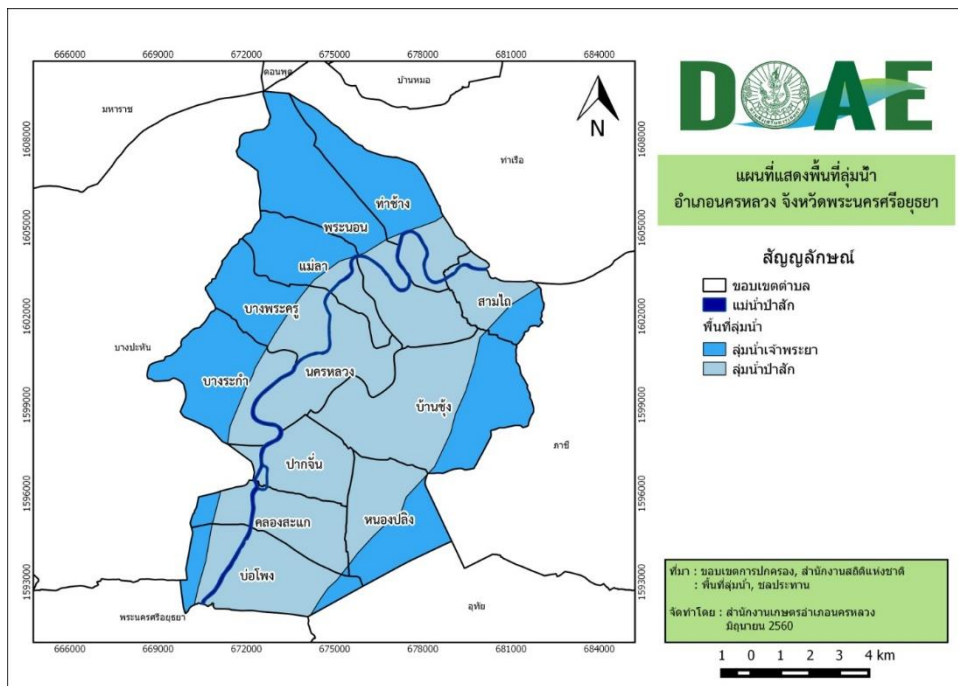 666000 669000 672000 675000 678000 681000 684000
ดอนพุด
บ้านหมอ
มหาราช
ท่าเรือ
N
1608000
1608000
ท่าช้าง
พระนอน
1605000
1605000
แม่ลา
สามไถ
บางพระครู
1602000
1602000
บางปะหัน
นครหลวง
บางระกำ
บ้านชุ้ง
1599000
1599000
ภาชี
ปากจั่น
1596000
1596000
คลองสะแก
หนองปลิง
บ่อโพง
1593000
1593000
พระนครศรีอยุธยา
อุทัย
666000 669000 672000 675000 678000 681000 684000
DOAE
แผนที่แสดงพื้นที่ลุ่มน้ำ
อำเภอนครหลวง จังหวัดพระนครศรีอยุธยา
สัญญลักษณ์
ขอบเขตตำบล
แม่น้ำป่าสัก
พื้นที่ลุ่มน้ำ
ลุ่มน้ำเจ้าพระยา
ลุ่มน้ำป่าสัก
ที่มา : ขอบเขตการปกครอง, สำนักงานสถิติแห่งชาติ
: พื้นที่ลุ่มน้ำ, ชลประทาน
จัดทำโดย : สำนักงานเกษตรอำเภอนครหลวง
มิถุนายน 2560
1 0 1 2 3 4 km